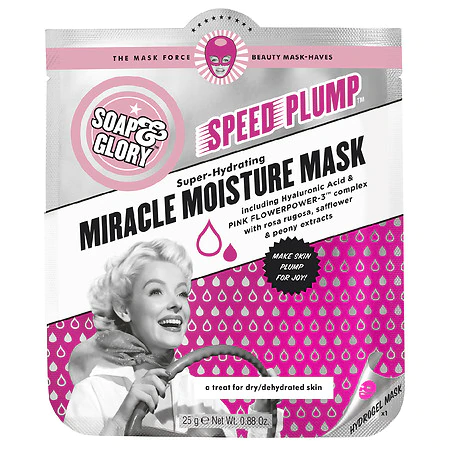 THE MASK FORCE BEAUTY MASK-HAVES
SOAP & GLORY
SPEED PLUMP™
Super-Hydrating
MIRACLE MOISTURE MASK
including Hyaluronic Acid &
PINK FLOWERPOWER-3™ complex
with rosa rugosa, safflower
& peony extracts
MAKE SKIN
PLUMP
FOR JOY!
a treat for dry/dehydrated skin
25 g ℮ Net Wt. 0.88 Oz.
HYDROGEL MASK
x1